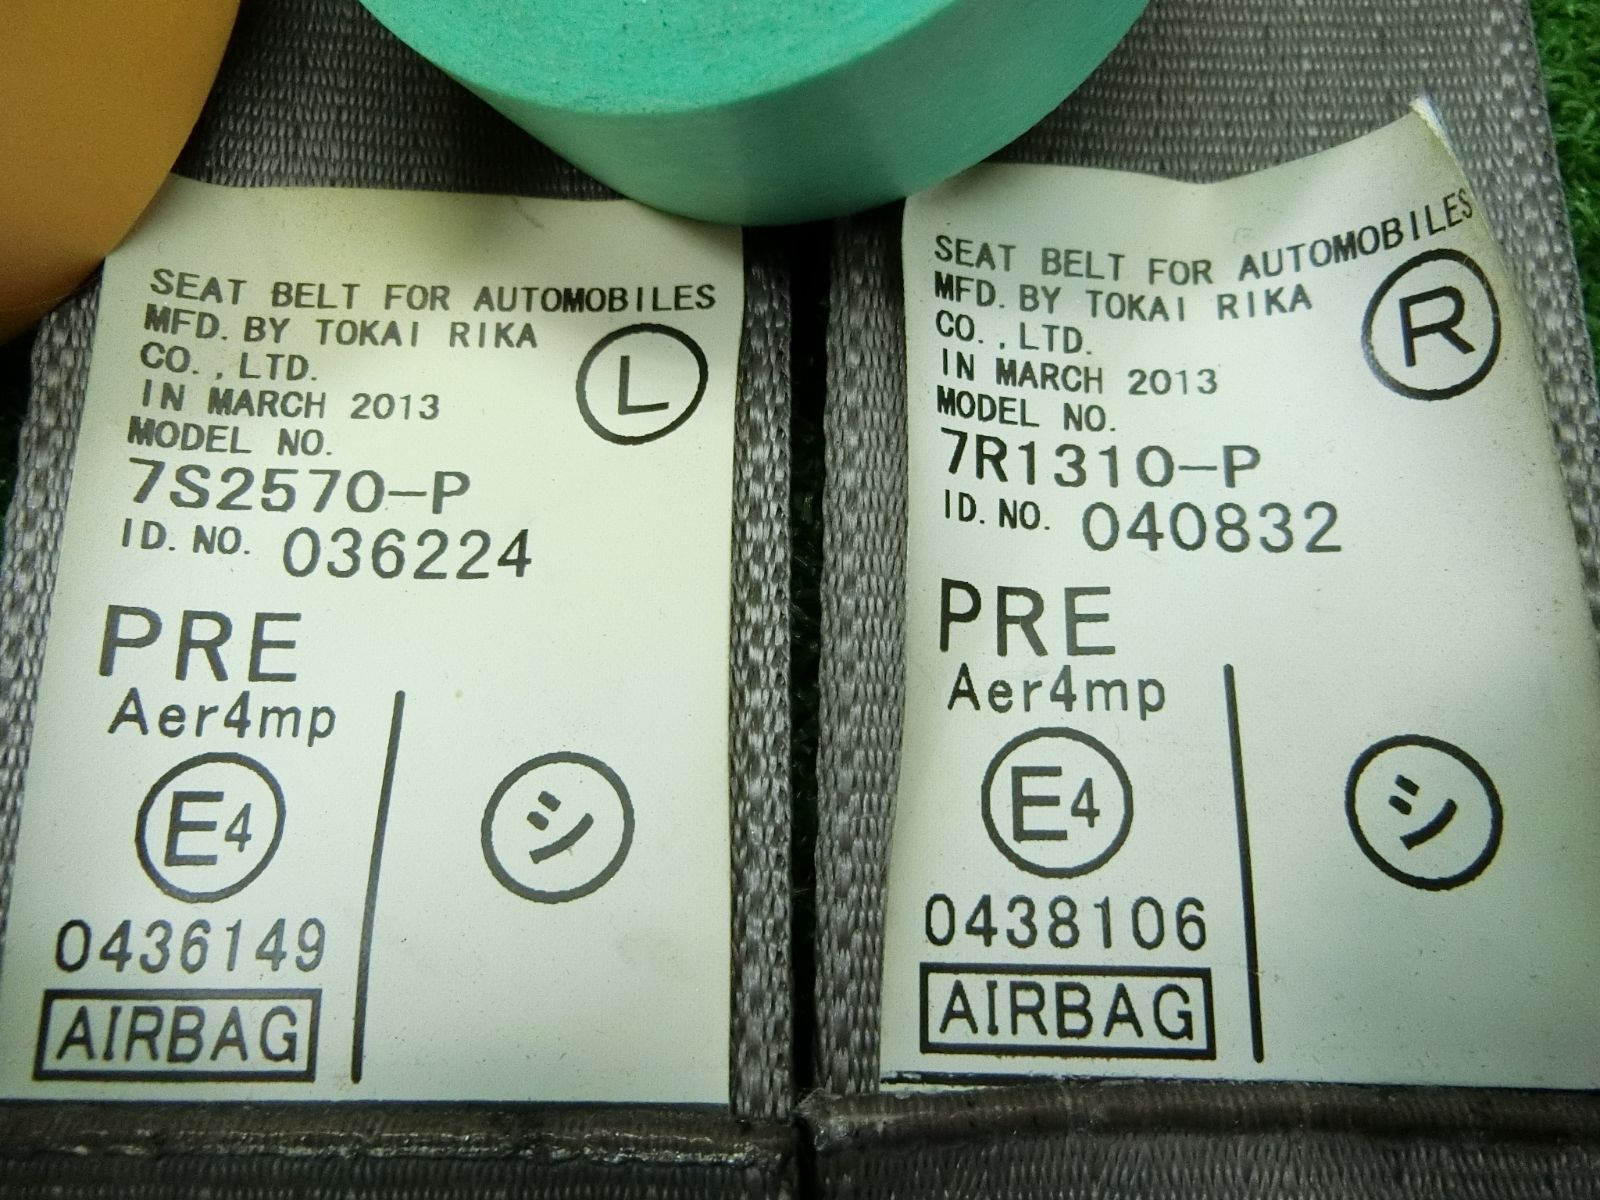 SEAT BELT FOR AUTOMOBILES
MFD. BY TOKAI RIKA
CO., LTD.
IN MARCH 2013
L
MODEL NO.
7S2570-P
ID. NO. 036224
PRE
Aer4mp
E4
シ
0436149
AIRBAG
SEAT BELT FOR AUTOMOBILES
MFD. BY TOKAI RIKA
CO., LTD.
IN MARCH 2013
R
MODEL NO.
7R1310-P
ID. NO. 040832
PRE
Aer4mp
E4
シ
0438106
AIRBAG